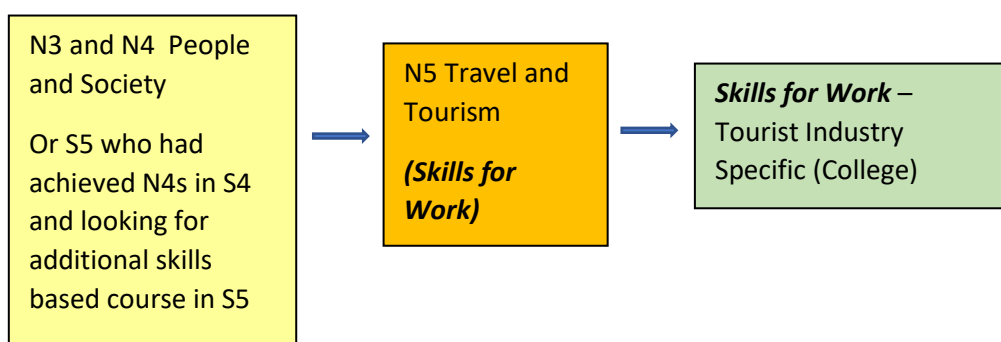 N3 and N4  People
and Society
Or S5 who had
achieved N4s in S4
and looking for
additional skills
based course in S5
N5 Travel and
Tourism
(Skills for
Work)
Skills for Work –
Tourist Industry
Specific (College)